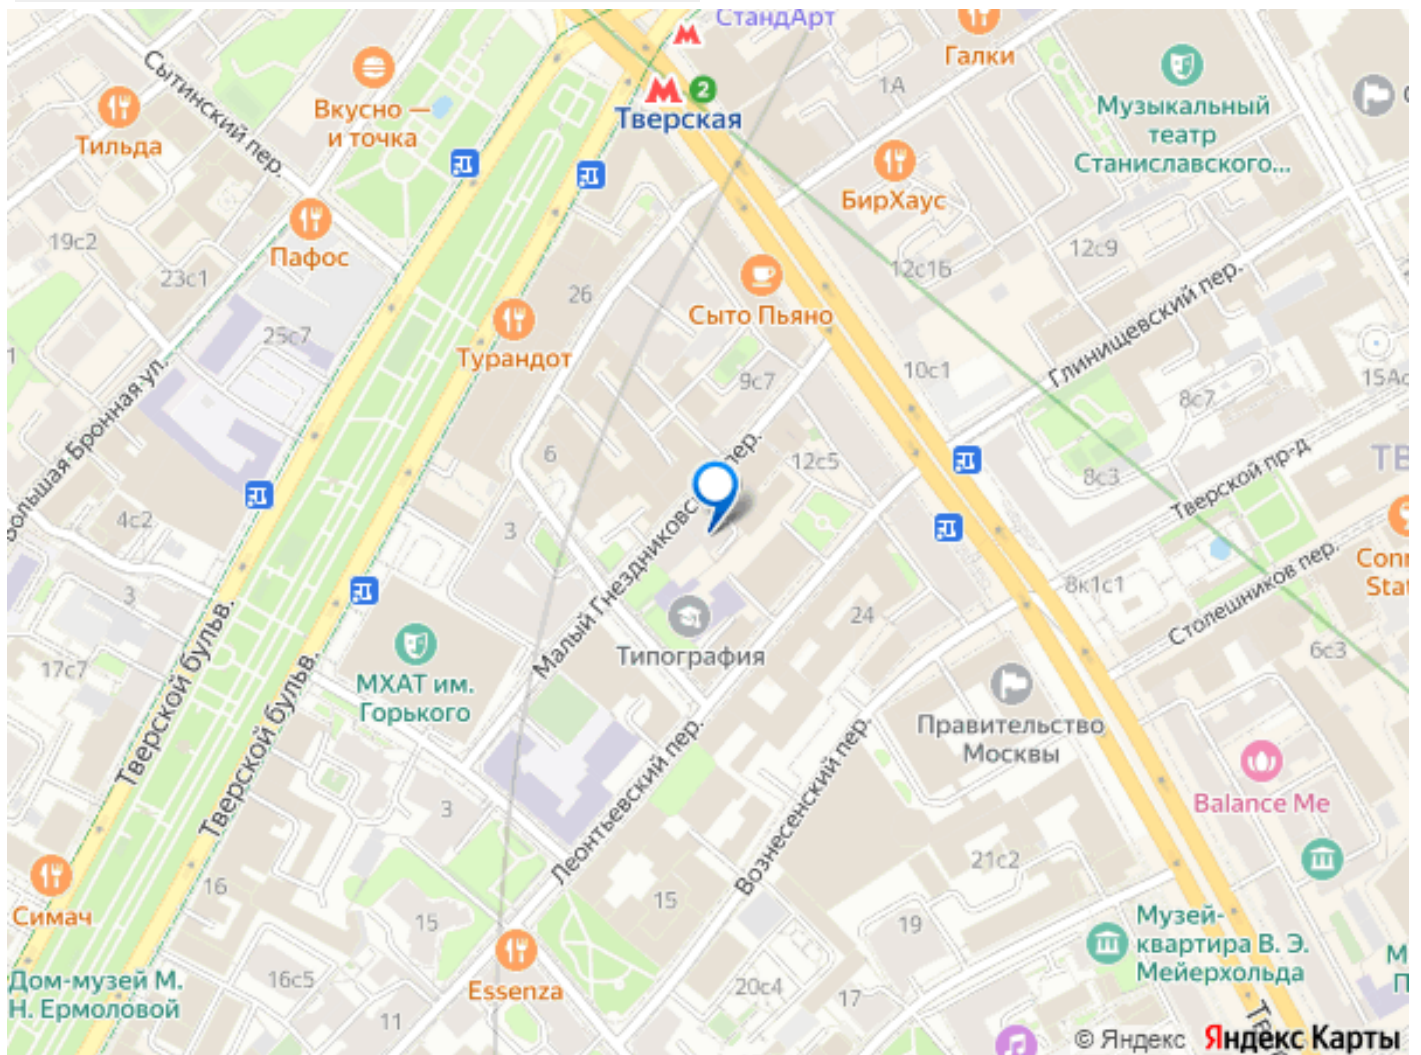 СтандАрт
Галки
1А
Сытинский пер.
Вкусно —
и точка
Тильда
2
Тверская
Музыкальный
театр
Станиславского...
БирХаус
Пафос
19с2
23с1
26
12с1Б
12с9
Сыто Пьяно
Глинищевский пер.
25с7
Турандот
9с7
10с1
8с7
Большая Бронная ул.
6
12с5
8с3
Тверской пр-д
4с2
3
3
Малый Гнездниковс
пер.
8к1с1
Столешников пер.
6с3
24
Типография
Тверской бульв.
Тверской бульв.
17с7
МХАТ им.
Горького
Правительство
Москвы
Леонтьевский пер.
Вознесенский пер.
Balance Me
3
21с2
16
15
15
19
Симач
Essenza
Музей-
квартира В. Э.
Мейерхольда
Дом-музей М.
Н. Ермоловой
16с5
11
20с4
17
© Яндекс
Яндекс Карты